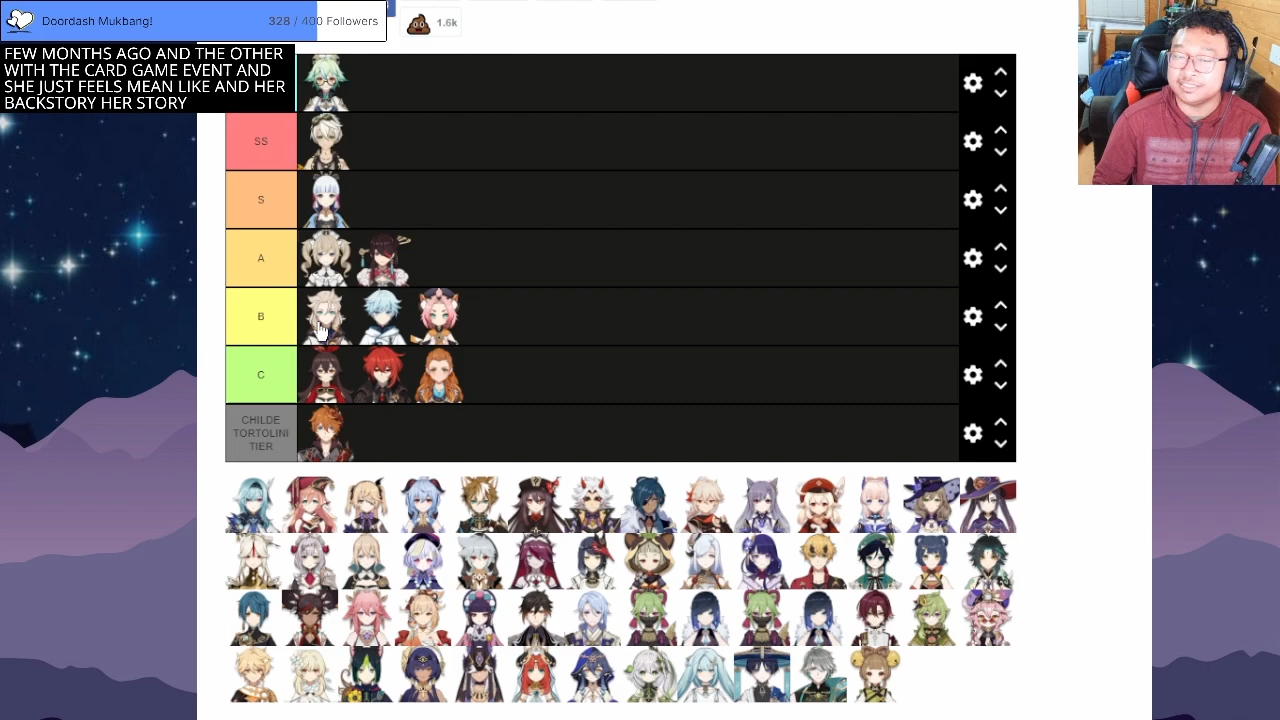 Doordash Mukbang!
328 / 400 Followers
1.6k
FEW MONTHS AGO AND THE OTHER
WITH THE CARD GAME EVENT AND
SHE JUST FEELS MEAN LIKE AND HER
BACKSTORY HER STORY
SS
S
A
B
C
CHILDE
TORTOLINI
TIER